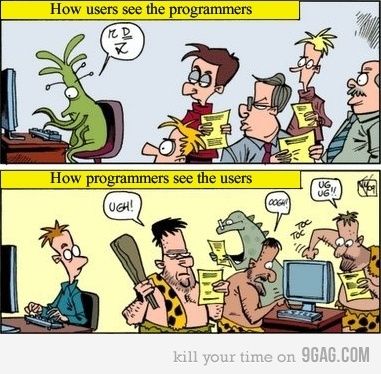 How users see the programmers
How programmers see the users
UGH!
OOGH!
TOC
TOC
UG
UG'!!
kill your time on 9GAG.COM